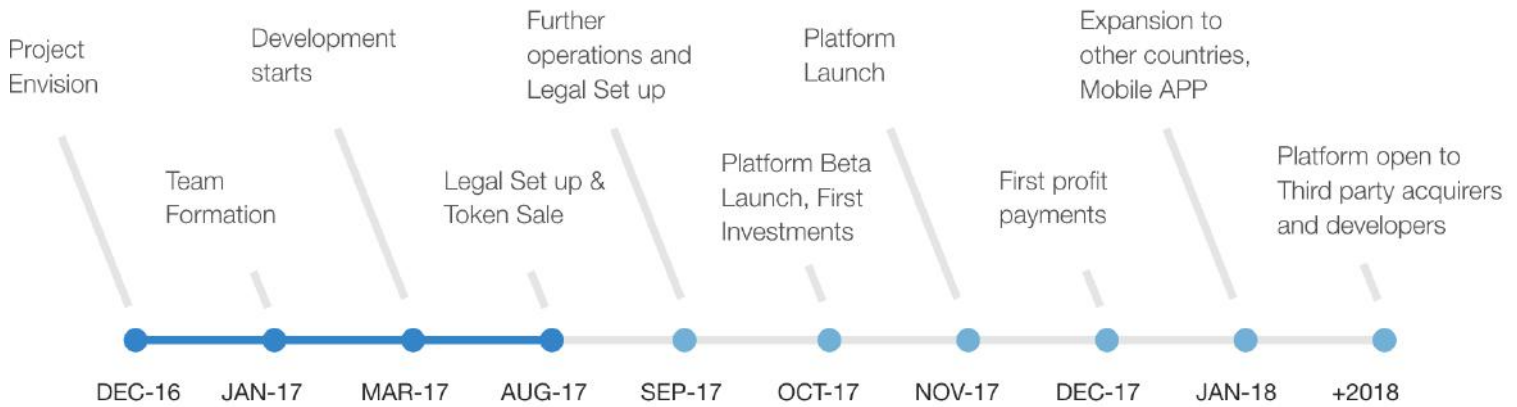 Project
Envision
Team
Formation
Development
starts
Legal Set up &
Token Sale
Further
operations and
Legal Set up
Platform Beta
Launch, First
Investments
Platform
Launch
First profit
payments
Expansion to
other countries,
Mobile APP
Platform open to
Third party acquirers
and developers
DEC-16
JAN-17
MAR-17
AUG-17
SEP-17
OCT-17
NOV-17
DEC-17
JAN-18
+2018